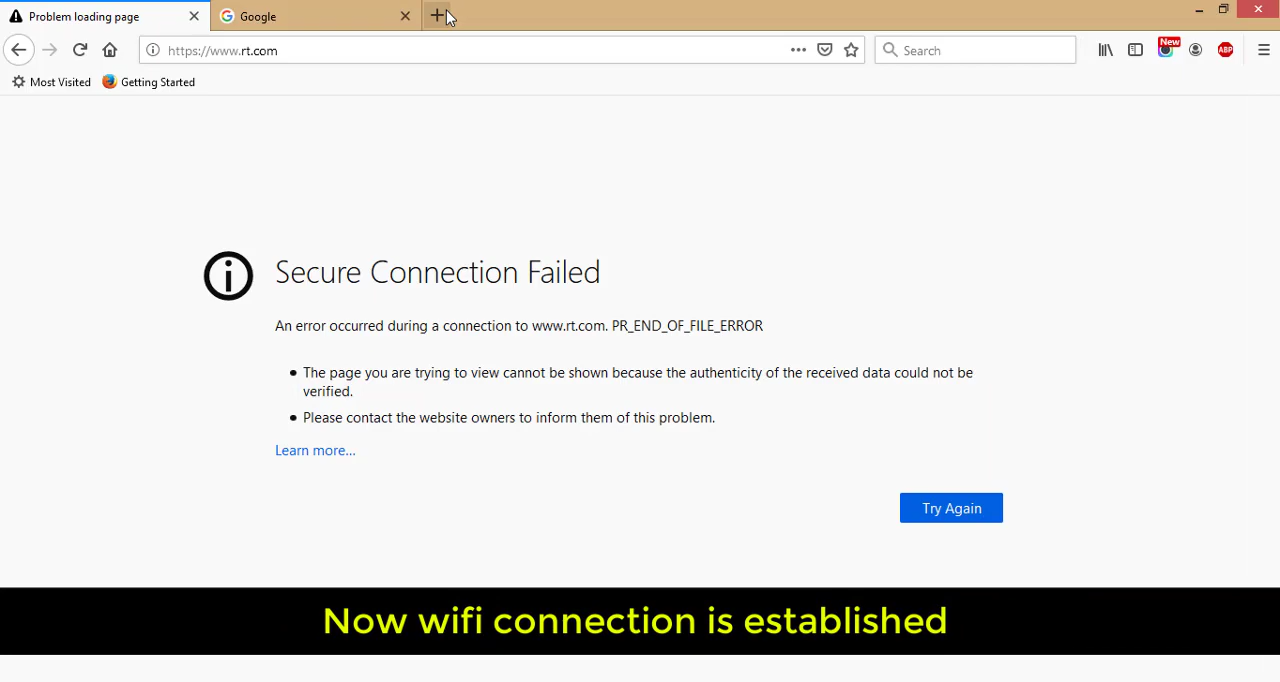 Problem loading page
Google
https://www.rt.com
Search
New
ABP
Most Visited
Getting Started
Secure Connection Failed
An error occurred during a connection to www.rt.com. PR_END_OF_FILE_ERROR
The page you are trying to view cannot be shown because the authenticity of the received data could not be
verified.
Please contact the website owners to inform them of this problem.
Learn more...
Try Again
Now wifi connection is established